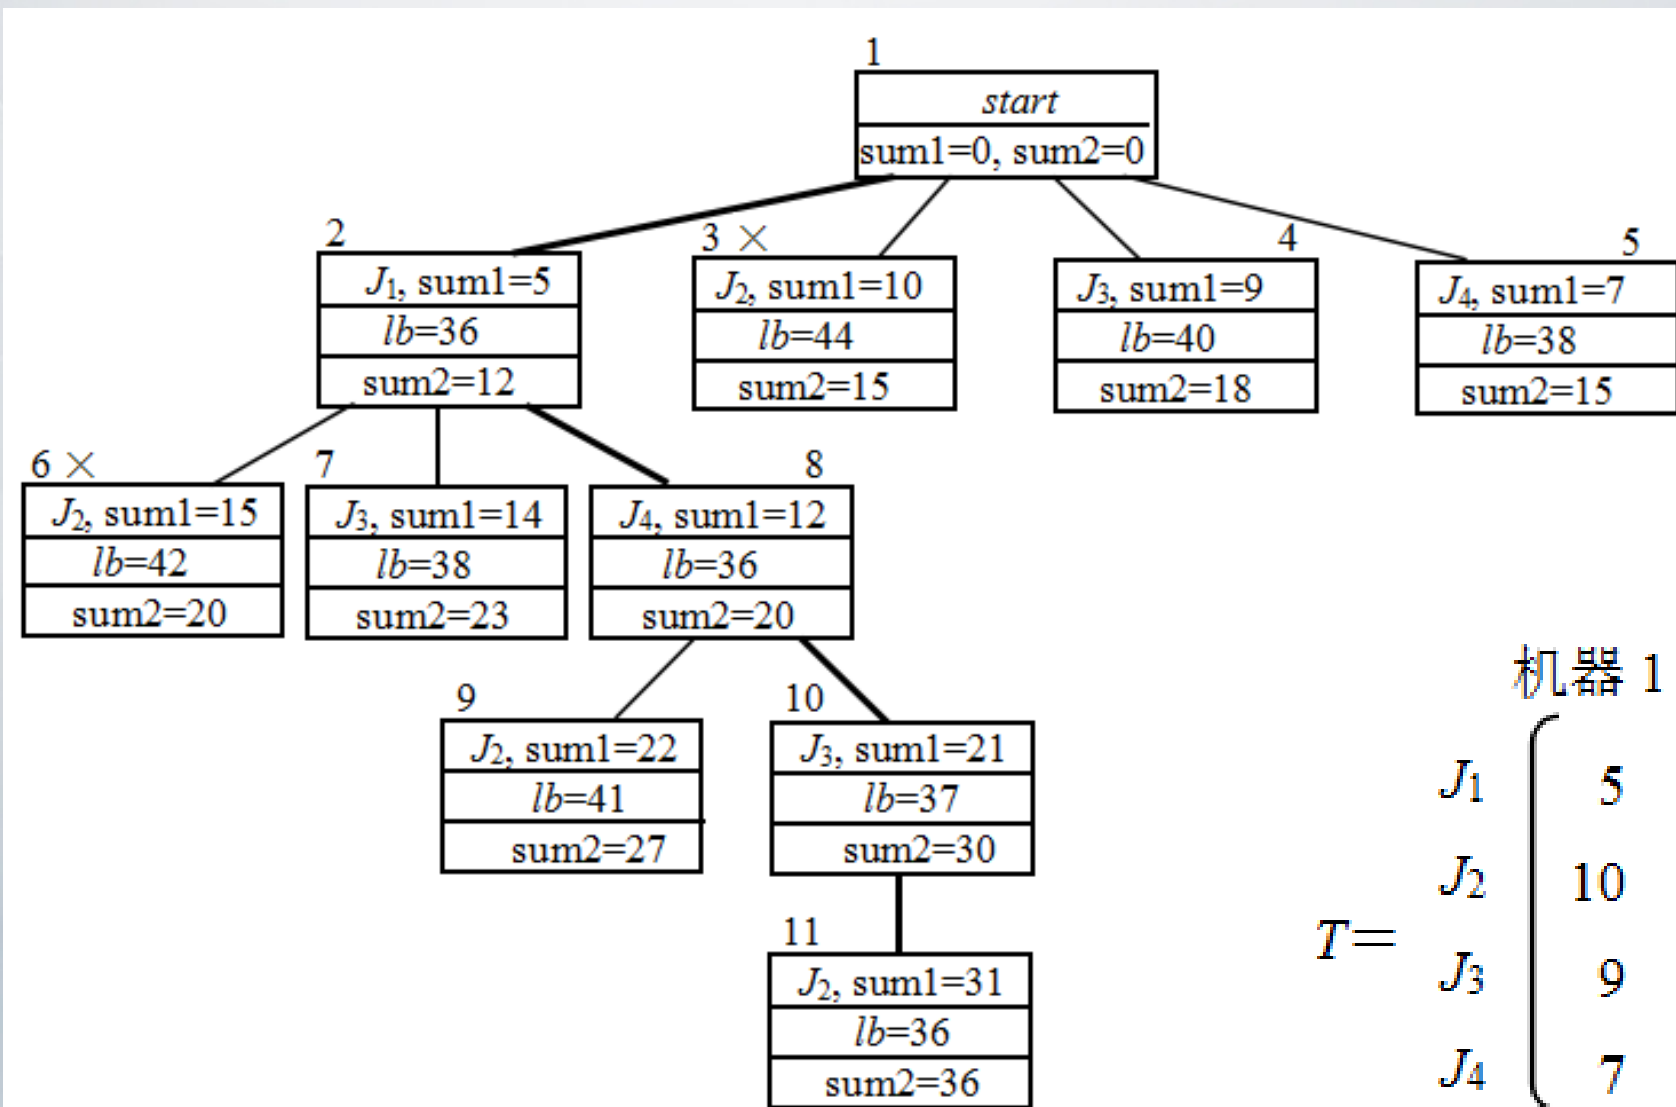 1
start
sum1=0, sum2=0
2
J1, sum1=5
lb=36
sum2=12
3 ×
J2, sum1=10
lb=44
sum2=15
4
J3, sum1=9
lb=40
sum2=18
5
J4, sum1=7
lb=38
sum2=15
6 ×
J2, sum1=15
lb=42
sum2=20
7
J3, sum1=14
lb=38
sum2=23
8
J4, sum1=12
lb=36
sum2=20
9
J2, sum1=22
lb=41
sum2=27
10
J3, sum1=21
lb=37
sum2=30
11
J2, sum1=31
lb=36
sum2=36
机器 1
J1 5
J2 10
T=
J3 9
J4 7